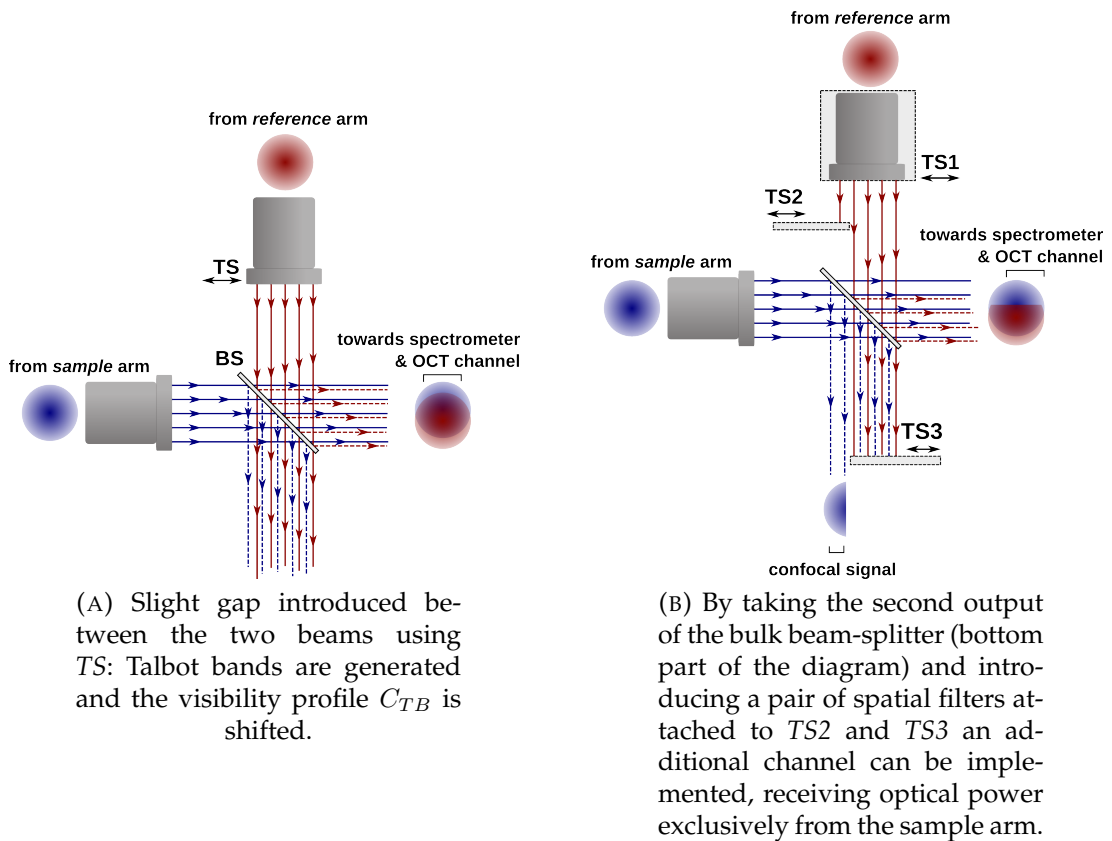 from reference arm
TS
BS
from sample arm
towards spectrometer
& OCT channel
(A) Slight gap introduced be-
tween the two beams using
TS: Talbot bands are generated
and the visibility profile C_{TB} is
shifted.
from reference arm
TS1
TS2
from sample arm
towards spectrometer
& OCT channel
TS3
confocal signal
(B) By taking the second output
of the bulk beam-splitter (bottom
part of the diagram) and intro-
ducing a pair of spatial filters at-
tached to TS2 and TS3 an ad-
ditional channel can be imple-
mented, receiving optical power
exclusively from the sample arm.